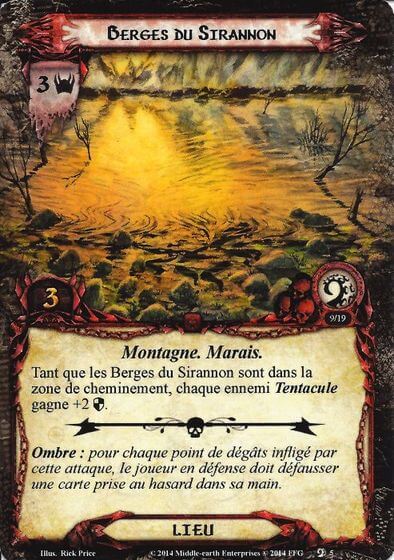 Berges du Sirannon
3
3
9/19
Montagne. Marais.
Tant que les Berges du Sirannon sont dans la
zone de cheminement, chaque ennemi Tentacule
gagne +2 .
Ombre : pour chaque point de dégâts infligé par
cette attaque, le joueur en défense doit défausser
une carte prise au hasard dans sa main.
LIEU
Illus. Rick Price © 2014 Middle-earth Enterprises © 2014 FFG 5